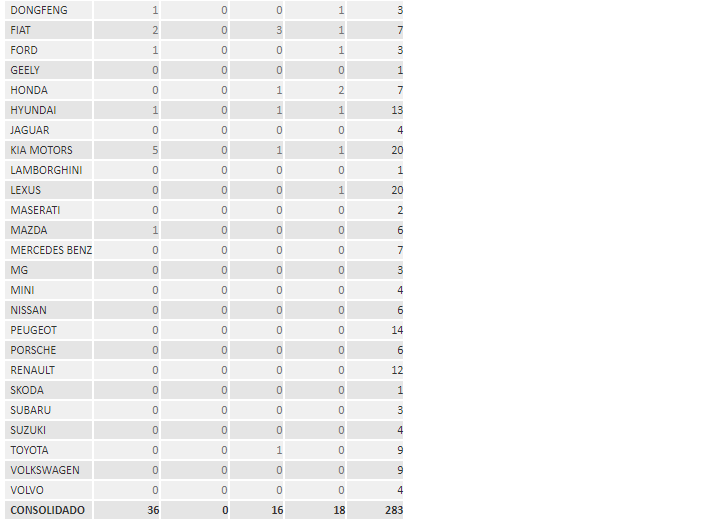 DONGFENG 1 0 0 1 3
FIAT 2 0 3 1 7
FORD 1 0 0 1 3
GEELY 0 0 0 0 1
HONDA 0 0 1 2 7
HYUNDAI 1 0 1 1 13
JAGUAR 0 0 0 0 4
KIA MOTORS 5 0 1 1 20
LAMBORGHINI 0 0 0 0 1
LEXUS 0 0 0 1 20
MASERATI 0 0 0 0 2
MAZDA 1 0 0 0 6
MERCEDES BENZ 0 0 0 0 7
MG 0 0 0 0 3
MINI 0 0 0 0 4
NISSAN 0 0 0 0 6
PEUGEOT 0 0 0 0 14
PORSCHE 0 0 0 0 6
RENAULT 0 0 0 0 12
SKODA 0 0 0 0 1
SUBARU 0 0 0 0 3
SUZUKI 0 0 0 0 4
TOYOTA 0 0 1 0 9
VOLKSWAGEN 0 0 0 0 9
VOLVO 0 0 0 0 4
CONSOLIDADO 36 0 16 18 283